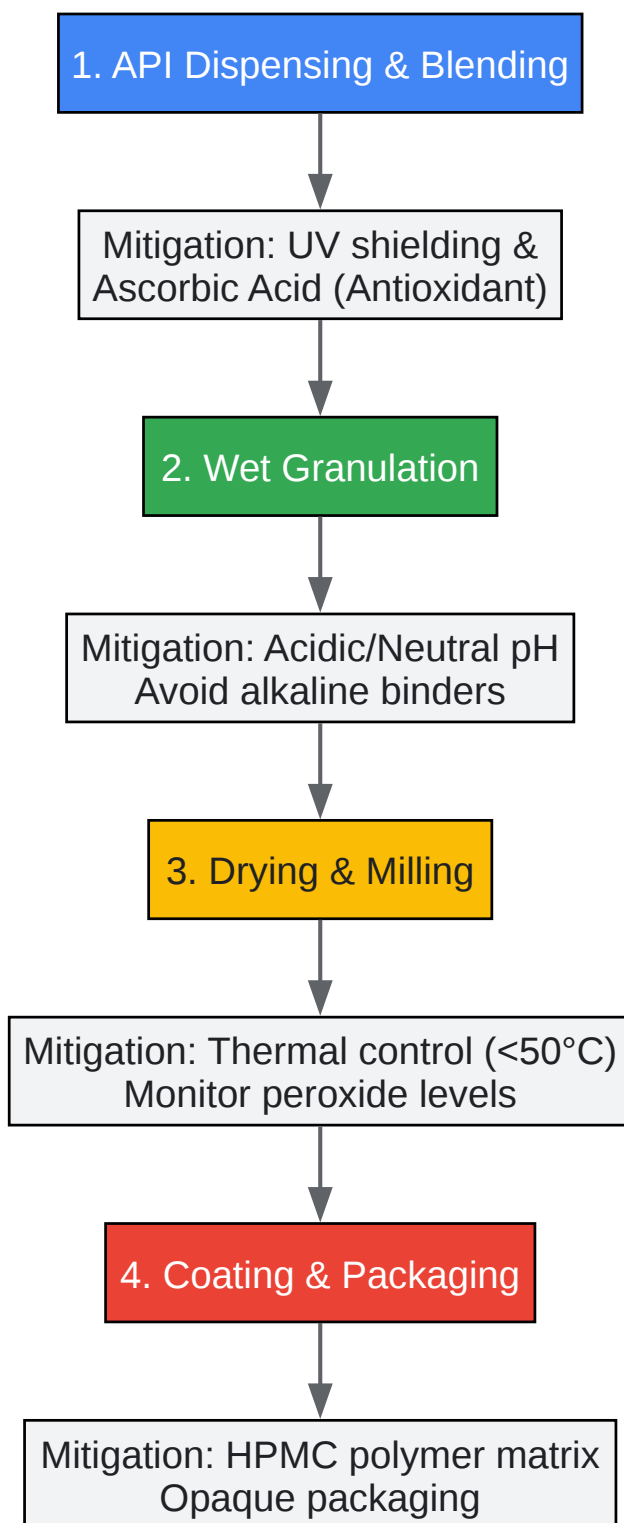 1. API Dispensing & Blending
Mitigation: UV shielding &
Ascorbic Acid (Antioxidant)
2. Wet Granulation
Mitigation: Acidic/Neutral pH
Avoid alkaline binders
3. Drying & Milling
Mitigation: Thermal control (<50°C)
Monitor peroxide levels
4. Coating & Packaging
Mitigation: HPMC polymer matrix
Opaque packaging